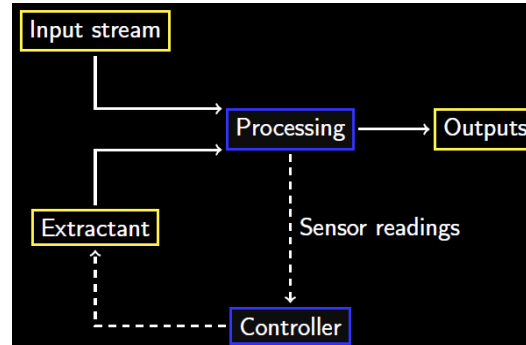 Input stream
Processing
Outputs
Extractant
Sensor readings
Controller